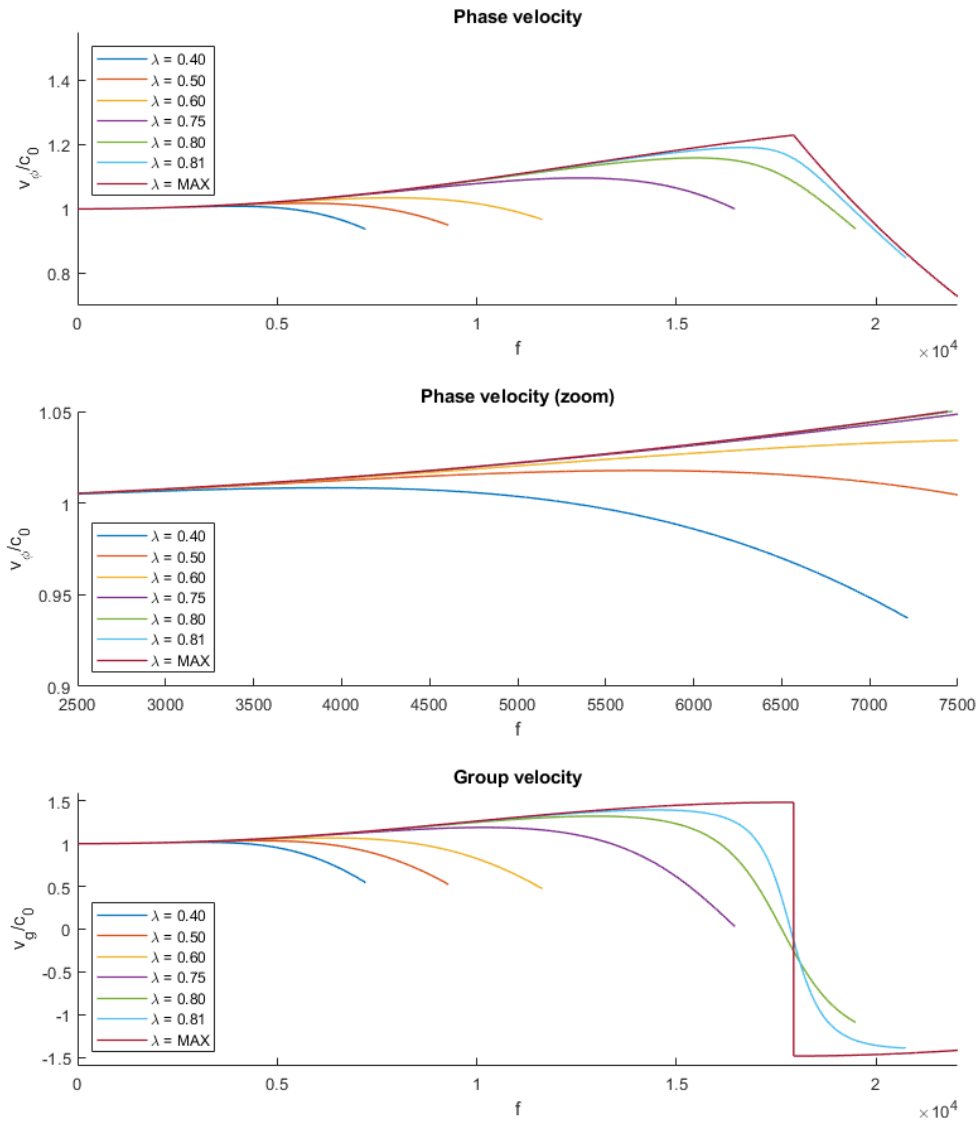 Phase velocity
v_ϕ/c_0
1.4
1.2
1
0.8
λ = 0.40
λ = 0.50
λ = 0.60
λ = 0.75
λ = 0.80
λ = 0.81
λ = MAX
0 0.5 1 1.5 2
f
×10^4
Phase velocity (zoom)
v_ϕ/c_0
1.05
1
0.95
0.9
λ = 0.40
λ = 0.50
λ = 0.60
λ = 0.75
λ = 0.80
λ = 0.81
λ = MAX
2500 3000 4000 4500 5000 5500 6000 6500 7000 7500
f
Group velocity
v_g/c_0
1.5
1
0.5
0
-0.5
-1
-1.5
λ = 0.40
λ = 0.50
λ = 0.60
λ = 0.75
λ = 0.80
λ = 0.81
λ = MAX
0 0.5 1 1.5 2
f
×10^4